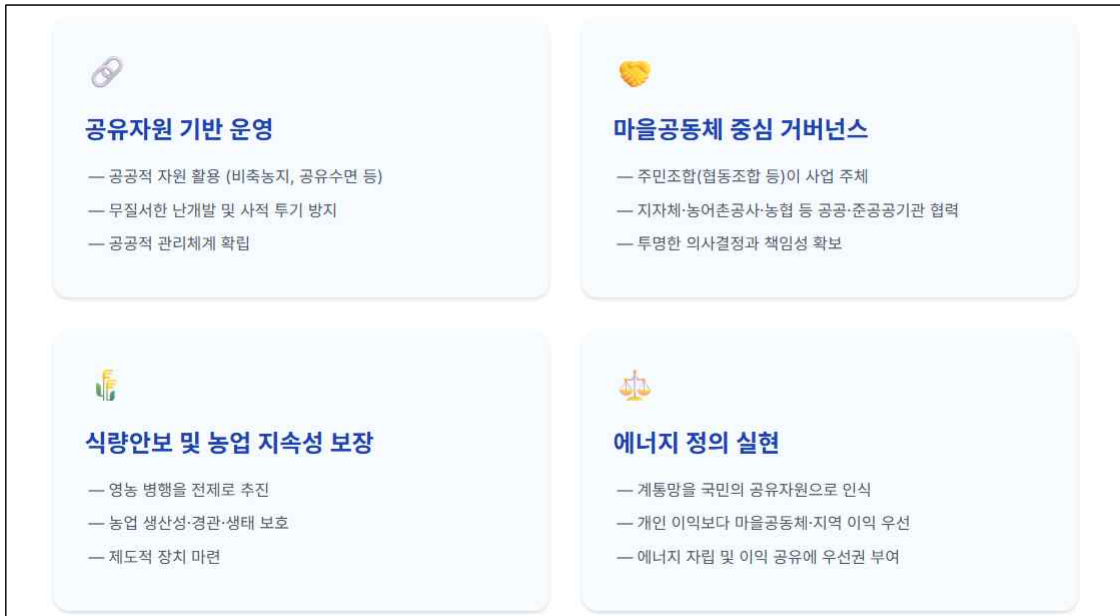 공유자원 기반 운영
— 공공적 자원 활용 (비축농지, 공유수면 등)
— 무질서한 난개발 및 사적 투기 방지
— 공공적 관리체계 확립
마을공동체 중심 거버넌스
— 주민조합(협동조합 등)이 사업 주체
— 지자체·농어촌공사·농협 등 공공·준공공기관 협력
— 투명한 의사결정과 책임성 확보
식량안보 및 농업 지속성 보장
— 영농 병행을 전제로 추진
— 농업 생산성·경관·생태 보호
— 제도적 장치 마련
에너지 정의 실현
— 계통망을 국민의 공유자원으로 인식
— 개인 이익보다 마을공동체·지역 이익 우선
— 에너지 자립 및 이익 공유에 우선권 부여